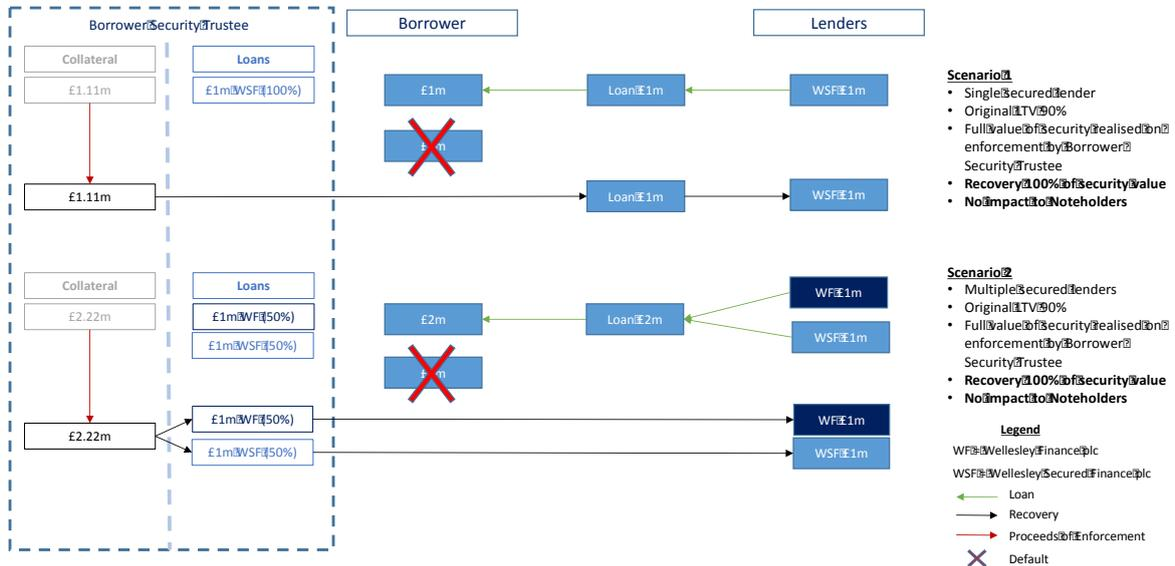 Borrower Security Trustee
Borrower
Lenders
Collateral
Loans
£1.11m
£1m WSF (100%)
£1m
Loan £1m
WSF £1m
£1.11m
Loan £1m
WSF £1m
Scenario 1
• Single secured lender
• Original LTV 90%
• Full value of security realised on
enforcement by Borrower
Security Trustee
• Recovery 100% of security value
• No impact to Noteholders
Collateral
Loans
£2.22m
£1m WF (50%)
£1m WSF (50%)
£2m
Loan £2m
WF £1m
WSF £1m
£2.22m
£1m WF (50%)
£1m WSF (50%)
WF £1m
WSF £1m
Scenario 2
• Multiple secured lenders
• Original LTV 90%
• Full value of security realised on
enforcement by Borrower
Security Trustee
• Recovery 100% of security value
• No impact to Noteholders
Legend
WF = Wellesley Finance plc
WSF = Wellesley Secured Finance plc
Loan
Recovery
Proceeds of Enforcement
Default